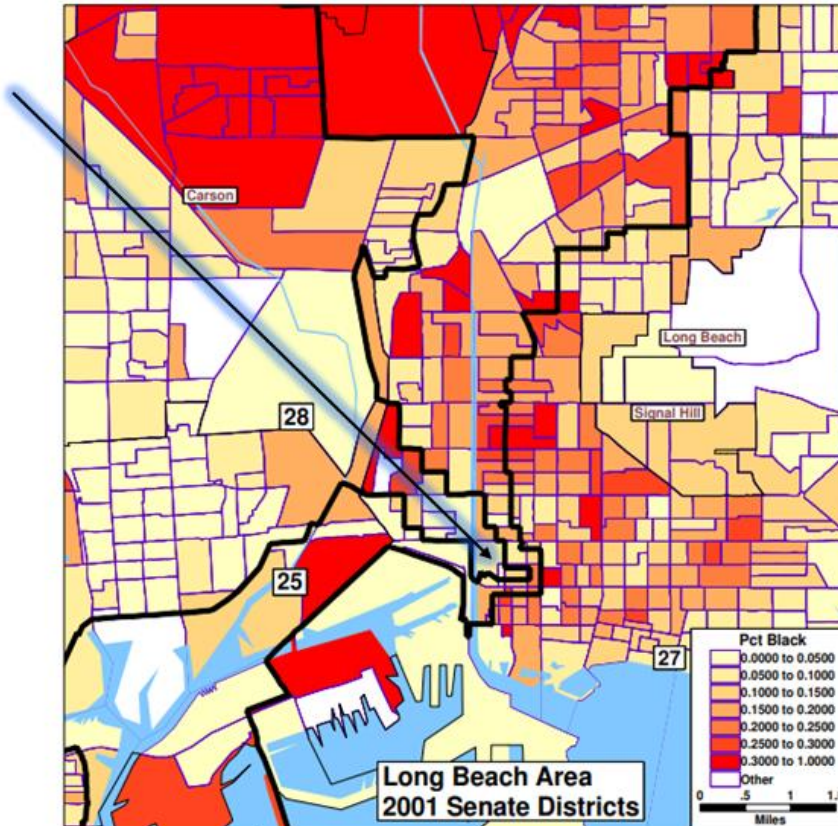 Carson
Long Beach
28
Signal Hill
25
27
Pct Black
0.0000 to 0.0500
0.0500 to 0.1000
0.1000 to 0.1500
0.1500 to 0.2000
0.2000 to 0.2500
0.2500 to 0.3000
0.3000 to 1.0000
Other
0 .5 1
Miles
Long Beach Area
2001 Senate Districts